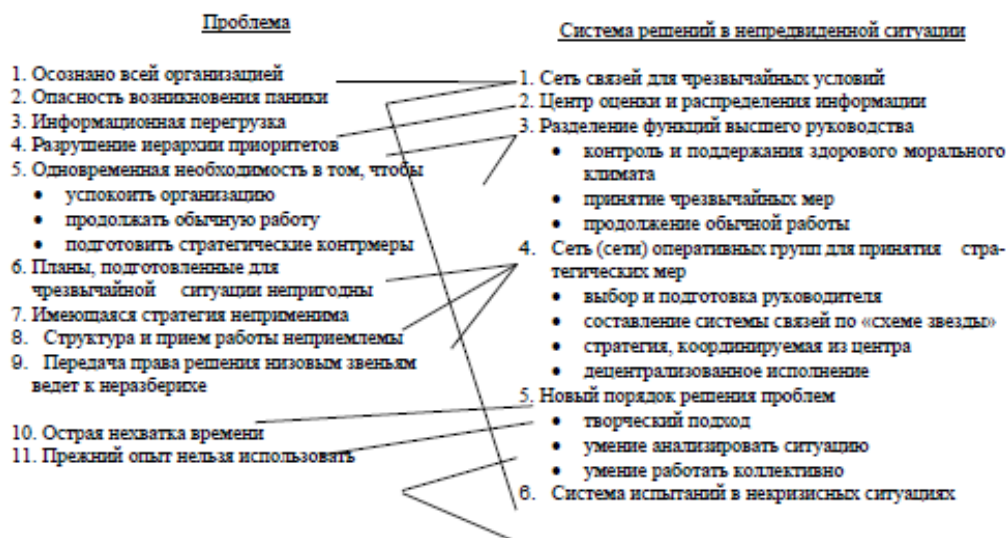 Проблема
1. Осознано всей организацией
2. Опасность возникновения паники
3. Информационная перегрузка
4. Разрушение иерархии приоритетов
5. Одновременная необходимость в том, чтобы
• успокоить организацию
• продолжать обычную работу
• подготовить стратегические контрмеры
6. Планы, подготовленные для
чрезвычайной ситуации непригодны
7. Имеющаяся стратегия неприменима
8. Структура и прием работы неприемлемы
9. Передача права решения низовым звеньям
ведет к неразберихе
10. Острая нехватка времени
11. Прежний опыт нельзя использовать
Система решений в непредвиденной ситуации
1. Сеть связей для чрезвычайных условий
2. Центр оценки и распределения информации
3. Разделение функций высшего руководства
• контроль и поддержания здорового морального
климата
• принятие чрезвычайных мер
• продолжение обычной работы
4. Сеть (сети) оперативных групп для принятия стра-
тегических мер
• выбор и подготовка руководителя
• составление системы связей по «схеме звезды»
• стратегия, координируемая из центра
• децентрализованное исполнение
5. Новый порядок решения проблем
• творческий подход
• умение анализировать ситуацию
• умение работать коллективно
6. Система испытаний в некризисных ситуациях